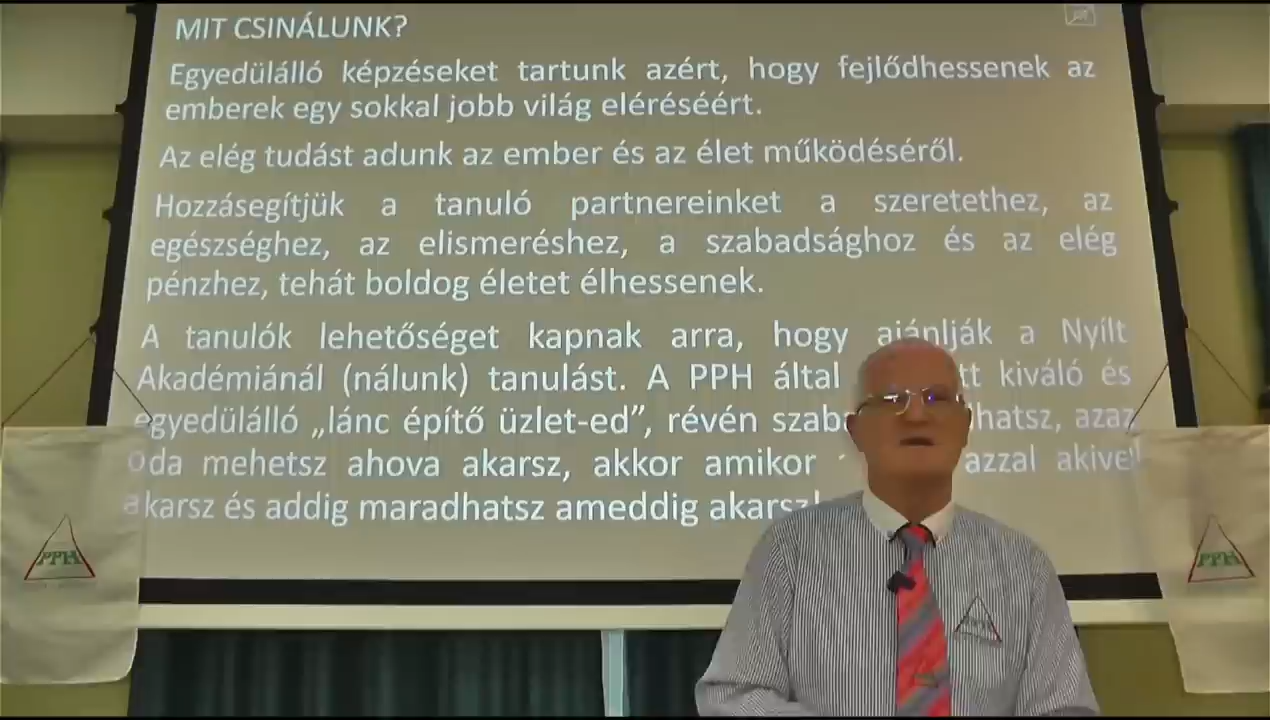 MIT CSINÁLUNK?
Egyedülálló képzéseket tartunk azért, hogy fejlődhessenek az
emberek egy sokkal jobb világ eléréséért.
Az elég tudást adunk az ember és az élet működéséről.
Hozzásegítjük a tanuló partnereinket a szeretethez, az
egészséghez, az elismeréshez, a szabadsághoz és az elég
pénzhez, tehát boldog életet élhessenek.
A tanulók lehetőséget kapnak arra, hogy ajánlják a Nyílt
Akadémiánál (nálunk) tanulást. A PPH által kiváló és
egyedülálló „lánc építő üzlet-ed”, révén azaz
oda mehetsz ahova akarsz, akkor amikor azzal akivel
akarsz és addig maradhatsz ameddig akarsz!
PPH
PPH
PPH